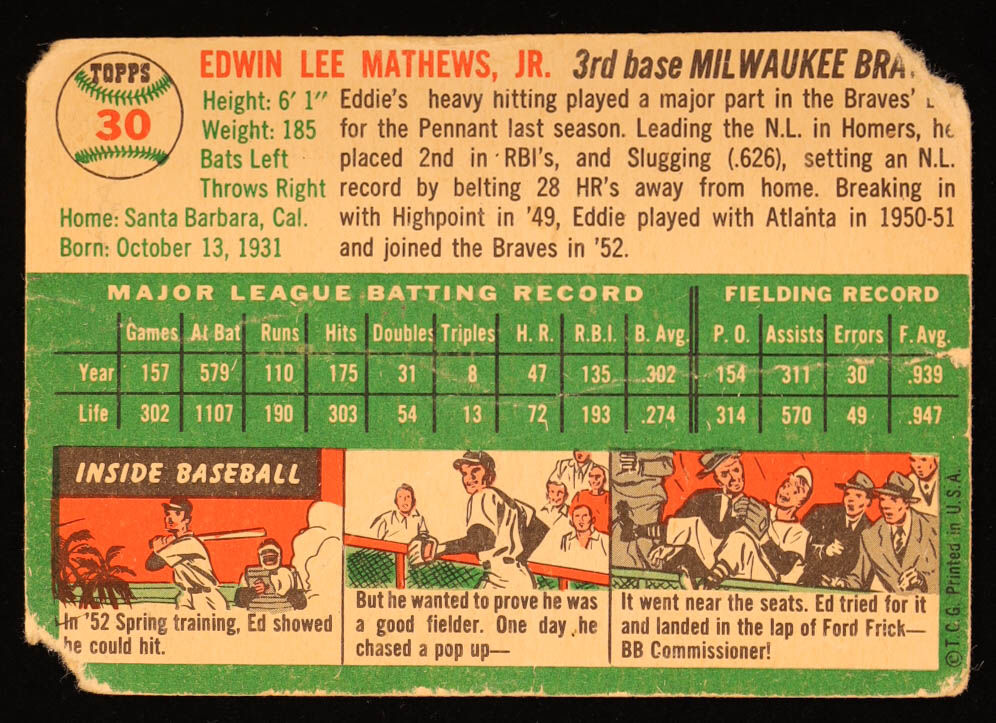 TOPPS
30
EDWIN LEE MATHEWS, JR. 3rd base MILWAUKEE
Height: 6' 1"
Weight: 185
Bats Left
Throws Right
Home: Santa Barbara, Cal.
Born: October 13, 1931
Eddie's heavy hitting played a major part in the Braves'
for the Pennant last season. Leading the N.L. in Homers, he
placed 2nd in RBI's, and Slugging (.626), setting an N.L.
record by belting 28 HR's away from home. Breaking in
with Highpoint in '49, Eddie played with Atlanta in 1950-51
and joined the Braves in '52.
MAJOR LEAGUE BATTING RECORD FIELDING RECORD
Games At Bat Runs Hits Doubles Triples H. R. R.B.I. B. Avg. P. O. Assists Errors F. Avg.
Year 157 579 110 175 31 8 47 135 .302 154 311 30 .939
Life 302 1107 190 303 54 13 72 193 .274 314 570 49 .947
INSIDE BASEBALL
In '52 Spring training, Ed showed
he could hit.
But he wanted to prove he was
a good fielder. One day he
chased a pop up—
It went near the seats. Ed tried for it
and landed in the lap of Ford Frick—
BB Commissioner!
© T. C. G. Printed in U. S. A.